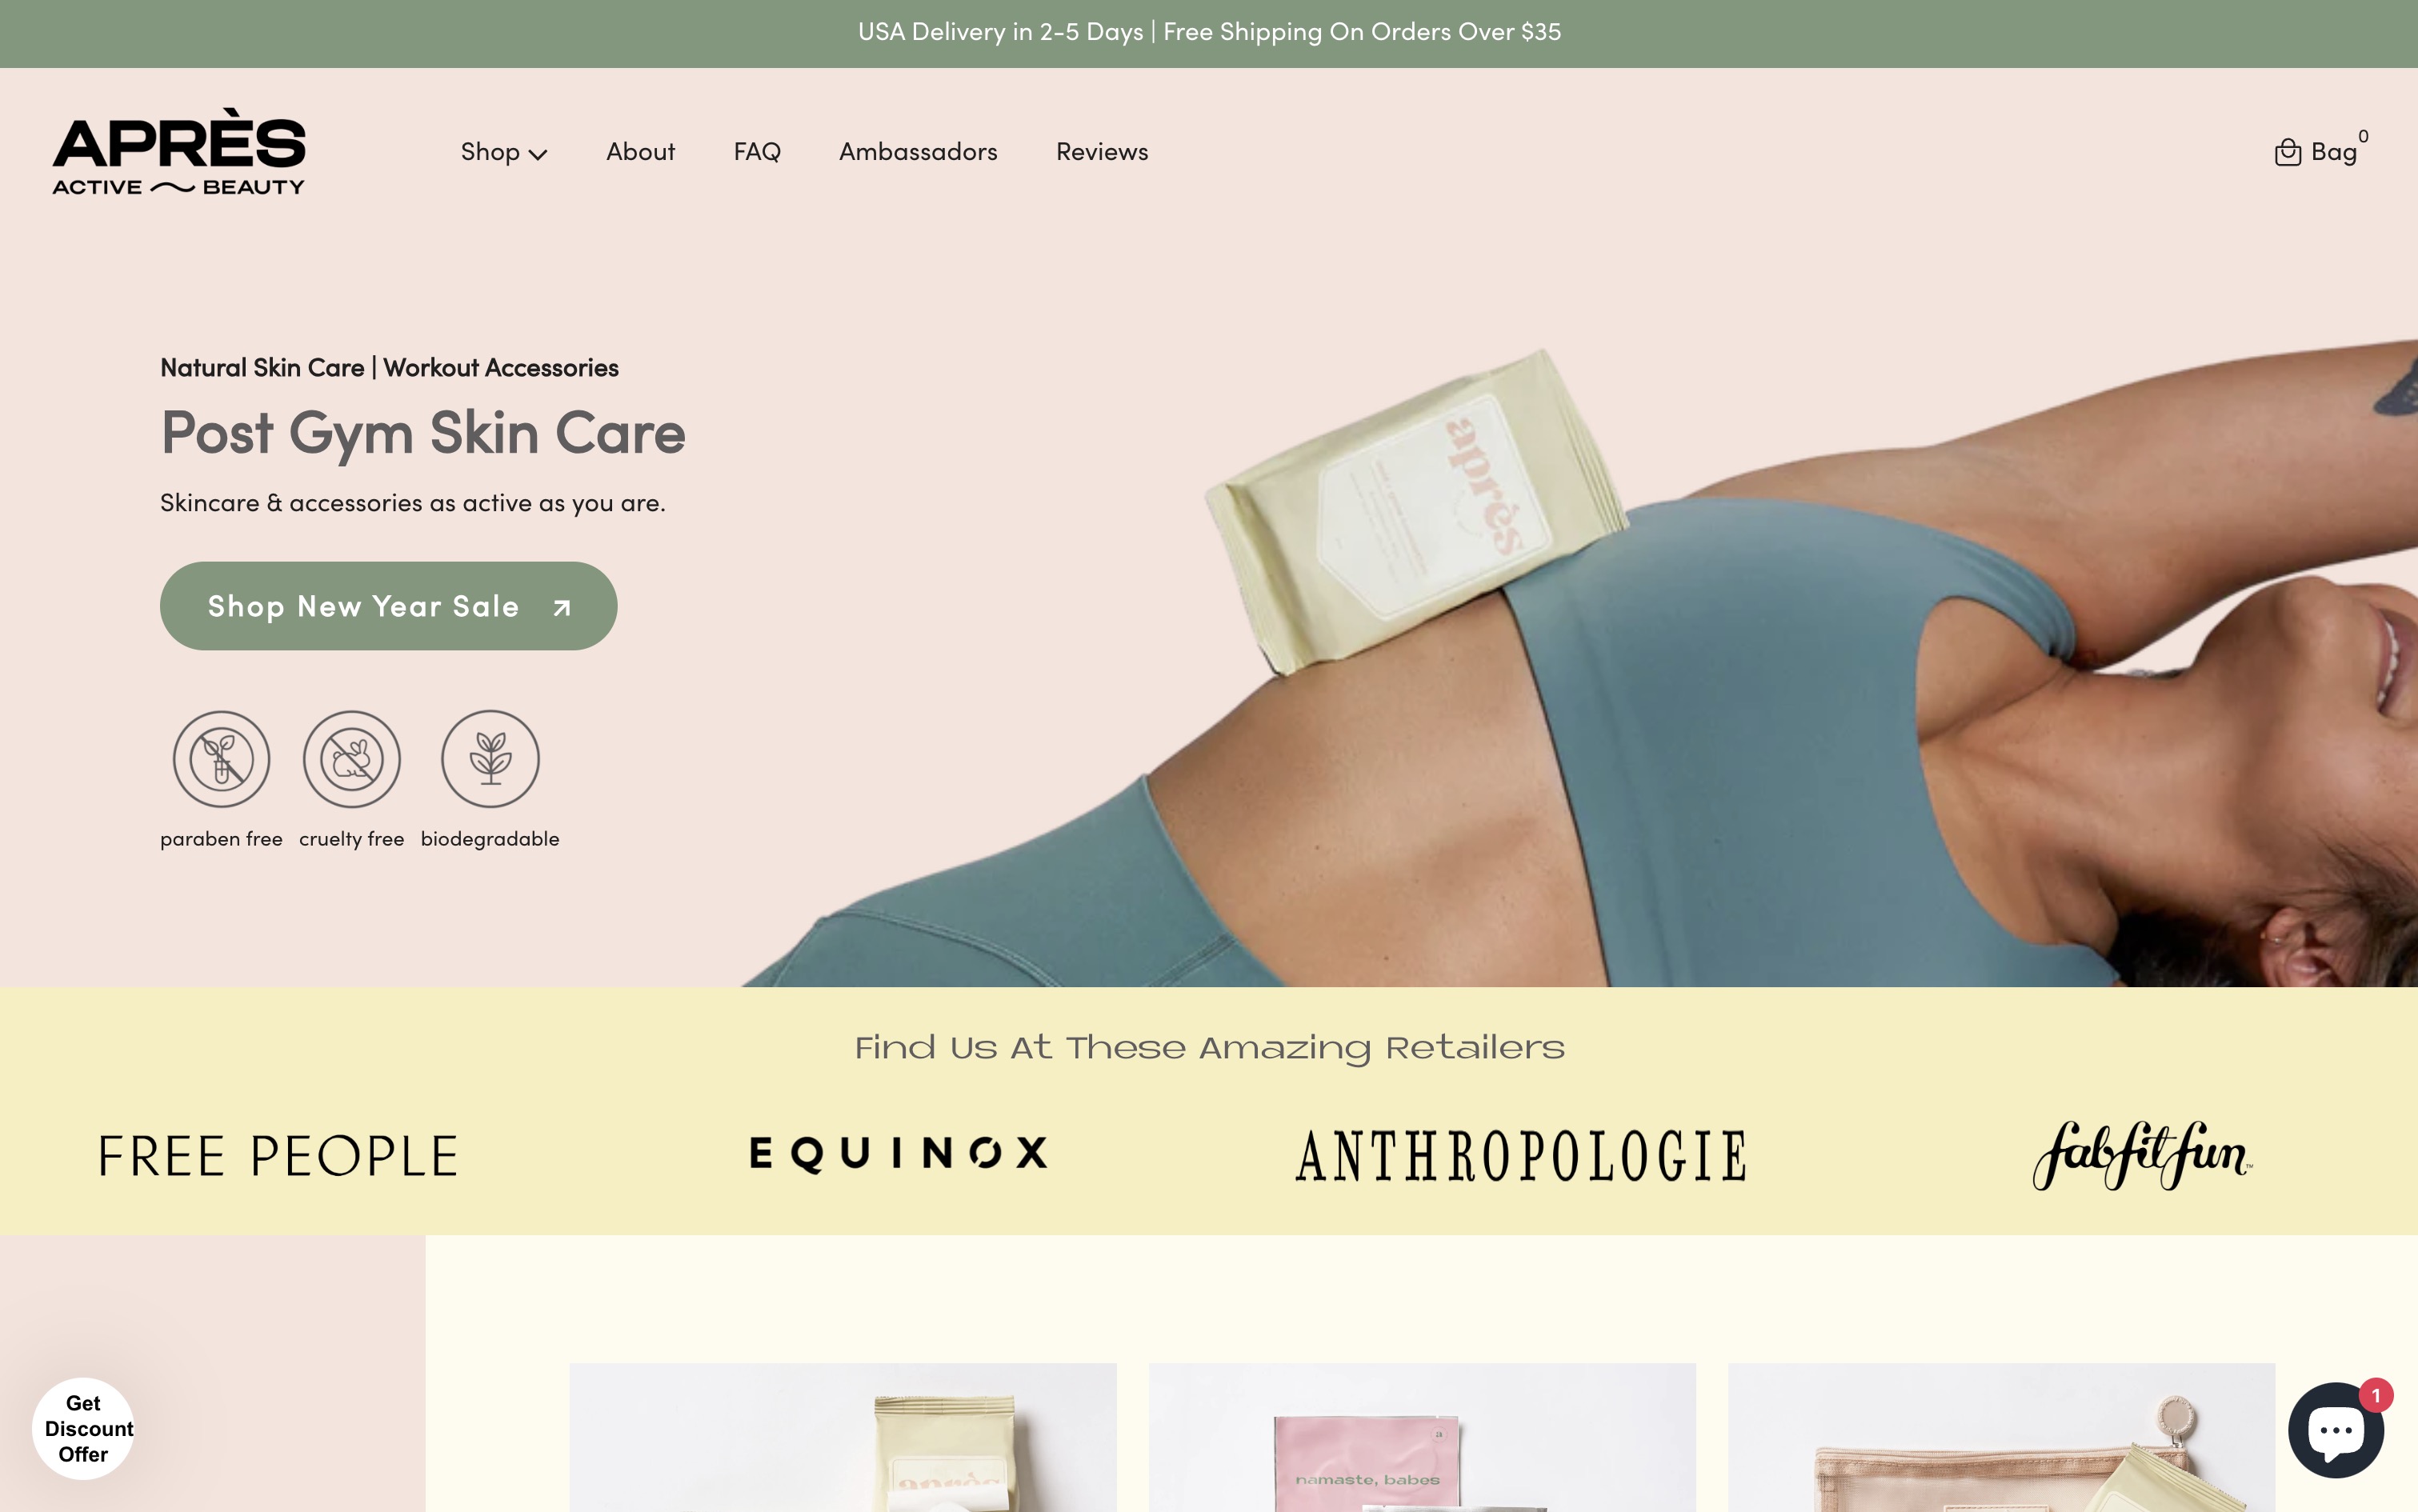 USA Delivery in 2-5 Days | Free Shipping On Orders Over $35
APRÈS
ACTIVE BEAUTY
Shop
About
FAQ
Ambassadors
Reviews
Bag
0
Natural Skin Care | Workout Accessories
Post Gym Skin Care
Skincare & accessories as active as you are.
Shop New Year Sale
paraben free
cruelty free
biodegradable
après
Find Us At These Amazing Retailers
FREE PEOPLE
EQUINOX
ANTHROPOLOGIE
fabfitfun™
Get
Discount
Offer
après
namaste, babes
1